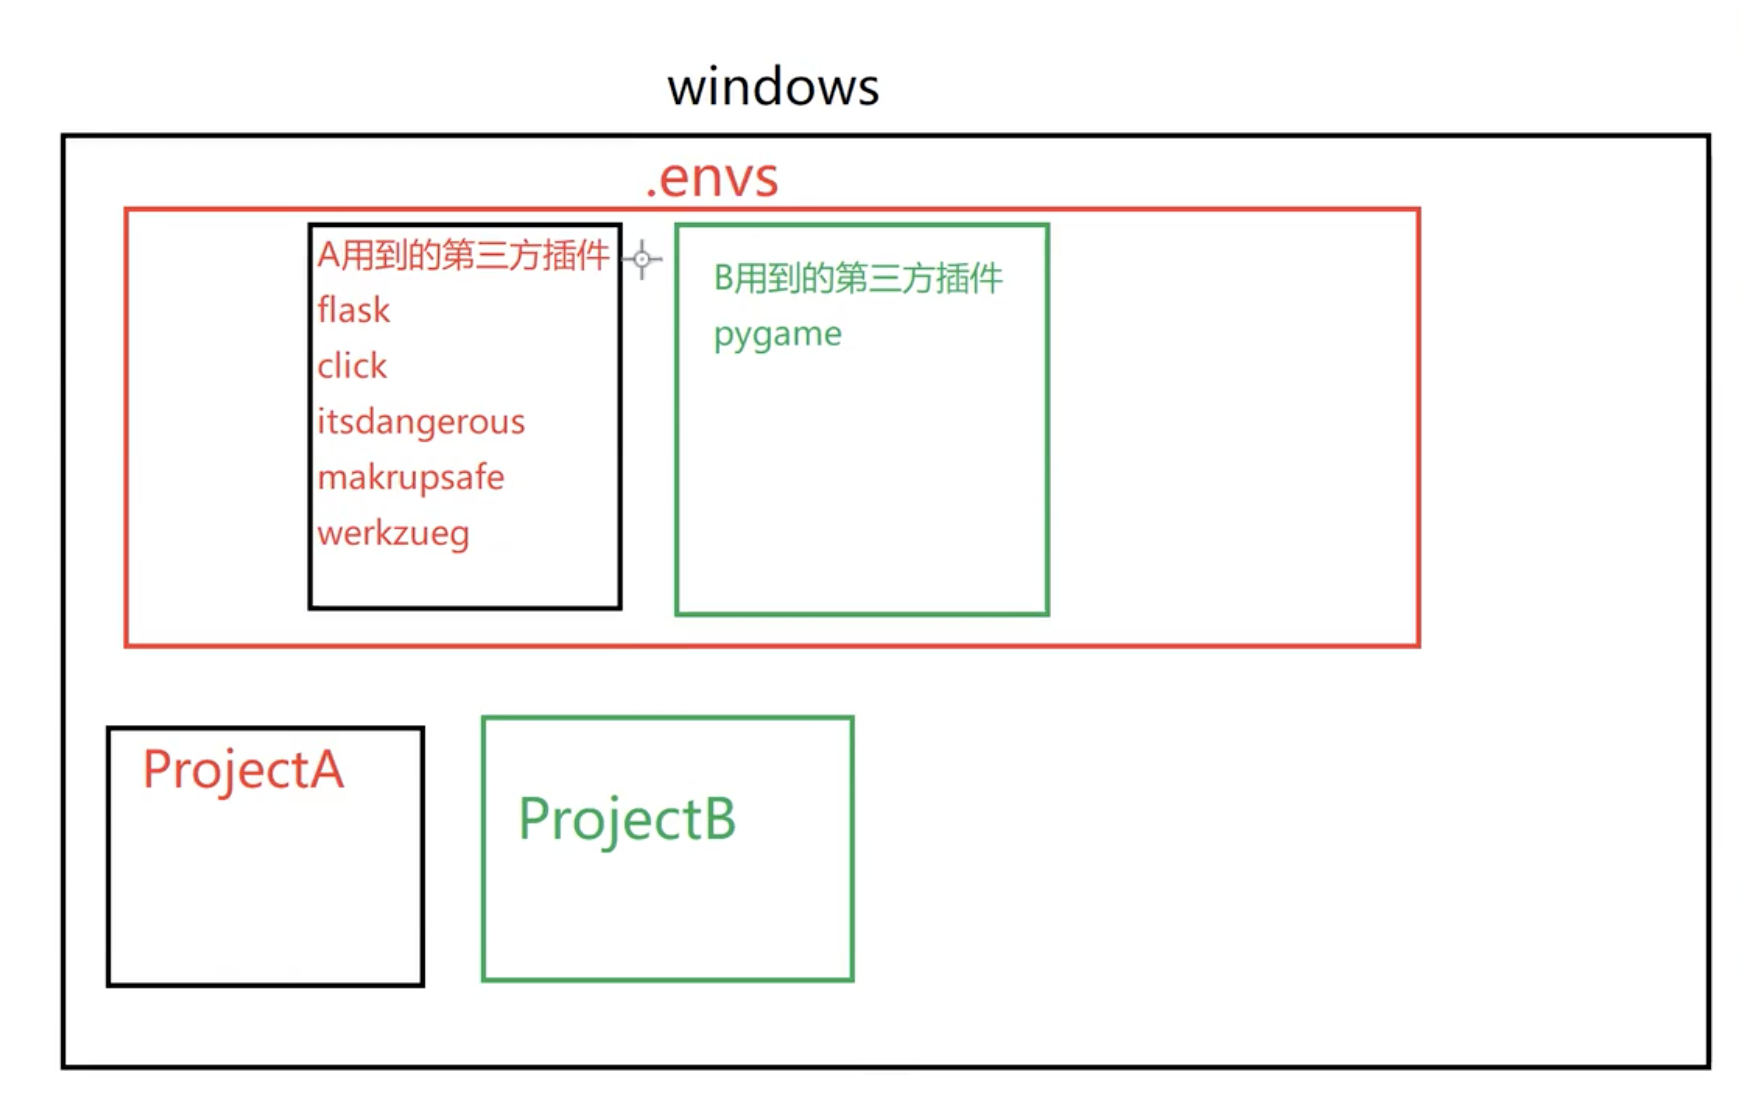 windows
.envs
A用到的第三方插件
flask
click
itsdangerous
makrupsafe
werkzueg
B用到的第三方插件
pygame
ProjectA
ProjectB